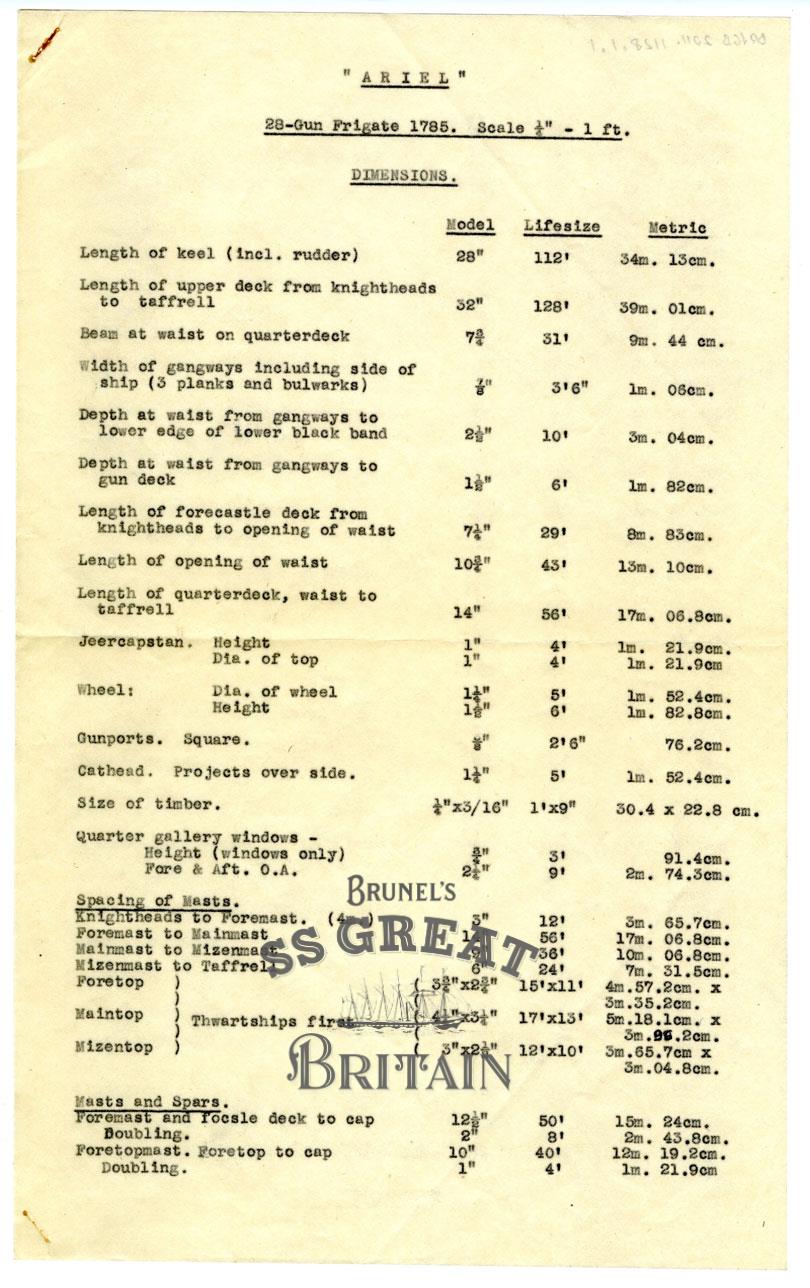 "ARIEL"
28-Gun Frigate 1785. Scale ¼" - 1 ft.
DIMENSIONS.
Model Lifesize Metric
Length of keel (incl. rudder) 28" 112' 34m. 13cm.
Length of upper deck from knightheads
to taffrell 32" 128' 39m. 01cm.
Beam at waist on quarterdeck 7¾ 31' 9m. 44 cm.
Width of gangways including side of
ship (3 planks and bulwarks) ⅞" 3'6" 1m. 06cm.
Depth at waist from gangways to
lower edge of lower black band 2½" 10' 3m. 04cm.
Depth at waist from gangways to
gun deck 1½" 6' 1m. 82cm.
Length of forecastle deck from
knightheads to opening of waist 7¼" 29' 8m. 83cm.
Length of opening of waist 10¾" 43' 13m. 10cm.
Length of quarterdeck, waist to
taffrell 14" 56' 17m. 06.8cm.
Jeercapstan. Height 1" 4' 1m. 21.9cm.
Dia. of top 1" 4' 1m. 21.9cm
Wheel: Dia. of wheel 1¼" 5' 1m. 52.4cm.
Height 1½" 6' 1m. 82.8cm.
Gunports. Square. ⅝" 2'6" 76.2cm.
Cathead. Projects over side. 1¼" 5' 1m. 52.4cm.
Size of timber. ¼"x3/16" 1'x9" 30.4 x 22.8 cm.
Quarter gallery windows -
Height (windows only) ¾" 3' 91.4cm.
Fore & Aft. O.A. 2¼" 9' 2m. 74.3cm.
Spacing of Masts.
Knightheads to Foremast. 3" 12' 3m. 65.7cm.
Foremast to Mainmast 56' 17m. 06.8cm.
Mainmast to Mizenmast 36' 10m. 06.8cm.
Mizenmast to Taffrell 6" 24' 7m. 31.5cm.
Foretop ) ( 3¾"x2¾" 15'x11' 4m.57.2cm. x
3m.35.2cm.
Maintop ) Thwartships first ( 4¼"x3¼" 17'x13' 5m.18.1cm. x
3m.96.2cm.
Mizentop ) ( 3"x2½" 12'x10' 3m.65.7cm x
3m.04.8cm.
Masts and Spars.
Foremast and focsle deck to cap 12½" 50' 15m. 24cm.
Doubling. 2" 8' 2m. 43.8cm.
Foretopmast. Foretop to cap 10" 40' 12m. 19.2cm.
Doubling. 1" 4' 1m. 21.9cm
BRUNEL'S
SS GREAT
BRITAIN